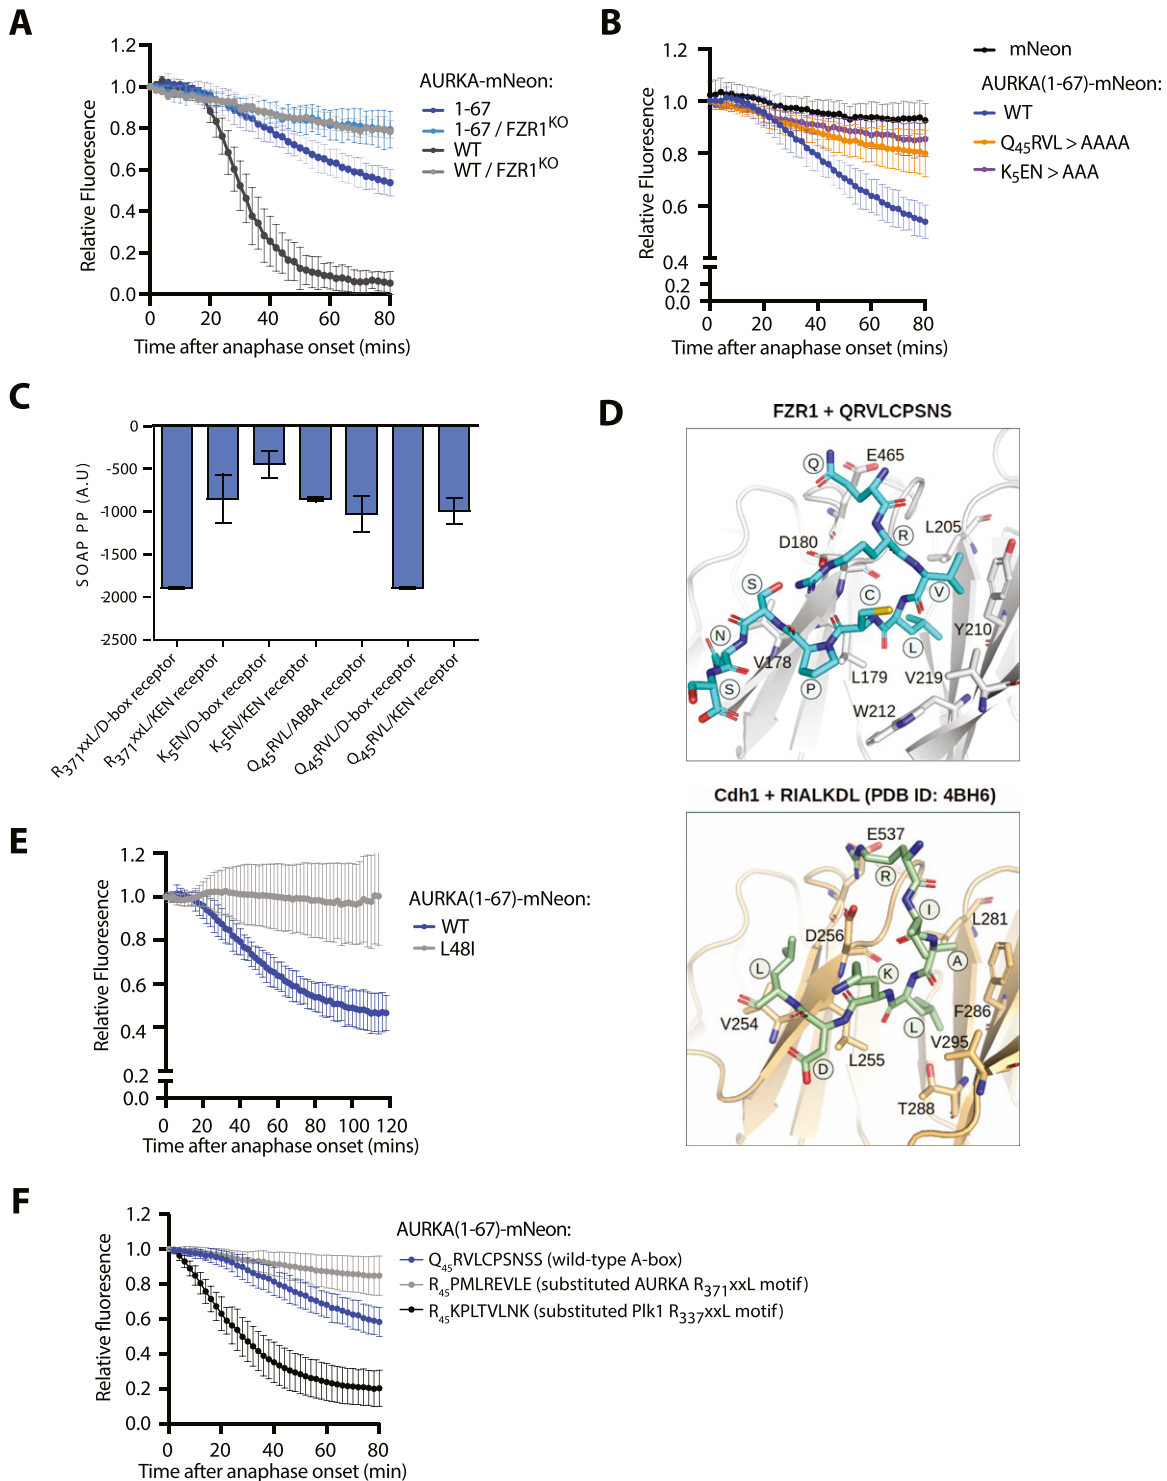 A
1.2
1.0
0.8
0.6
0.4
0.2
0.0
Relative Fluoresence
0 20 40 60 80
Time after anaphase onset (mins)
AURKA-mNeon:
1-67
1-67 / FZR1KO
WT
WT / FZR1KO
B
1.2
1.0
0.8
0.6
0.4
0.2
0.0
Relative Fluoresence
0 20 40 60 80
Time after anaphase onset (mins)
mNeon
AURKA(1-67)-mNeon:
WT
Q45RVL > AAAA
K5EN > AAA
C
0
-500
-1000
-1500
-2000
-2500
SOAP PP (A.U)
R371xxL/D-box receptor
R371xxL/KEN receptor
K5EN/D-box receptor
K5EN/KEN receptor
Q45RVL/ABBA receptor
Q45RVL/D-box receptor
Q45RVL/KEN receptor
D
FZR1 + QRVLCPSNS
Q
E465
R
L205
D180
S
C
V
N
Y210
V178
L
S
P
L179
V219
W212
Cdh1 + RIALKDL (PDB ID: 4BH6)
E537
R
I
L281
D256
A
L
K
F286
V254
L
V295
D
L255
T288
E
1.2
1.0
0.8
0.6
0.4
0.2
0.0
Relative Fluoresence
0 20 40 60 80 100 120
Time after anaphase onset (mins)
AURKA(1-67)-mNeon:
WT
L48I
F
1.2
1.0
0.8
0.6
0.4
0.2
0.0
Relative fluoresence
0 20 40 60 80
Time after anaphase onset (min)
AURKA(1-67)-mNeon:
Q45RVLCPSNSS (wild-type A-box)
R45PMLREVLE (substituted AURKA R371xxL motif)
R45KPLTVLNK (substituted Plk1 R337xxL motif)